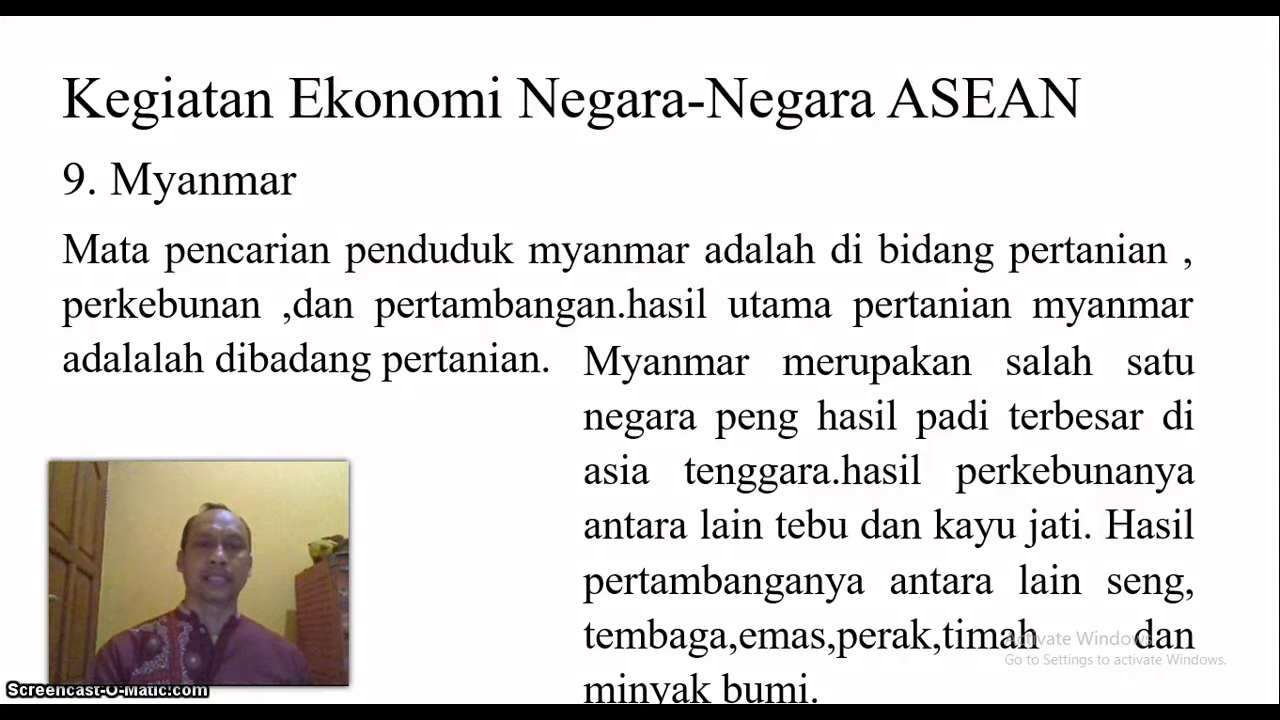 Kegiatan Ekonomi Negara-Negara ASEAN
9. Myanmar
Mata pencarian penduduk myanmar adalah di bidang pertanian ,
perkebunan ,dan pertambangan.hasil utama pertanian myanmar
adalalah dibadang pertanian.
Myanmar merupakan salah satu
negara peng hasil padi terbesar di
asia tenggara.hasil perkebunanya
antara lain tebu dan kayu jati. Hasil
pertambanganya antara lain seng,
tembaga,emas,perak,timah dan
minyak bumi.
Activate Windows
Go to Settings to activate Windows.
Screencast-O-Matic.com